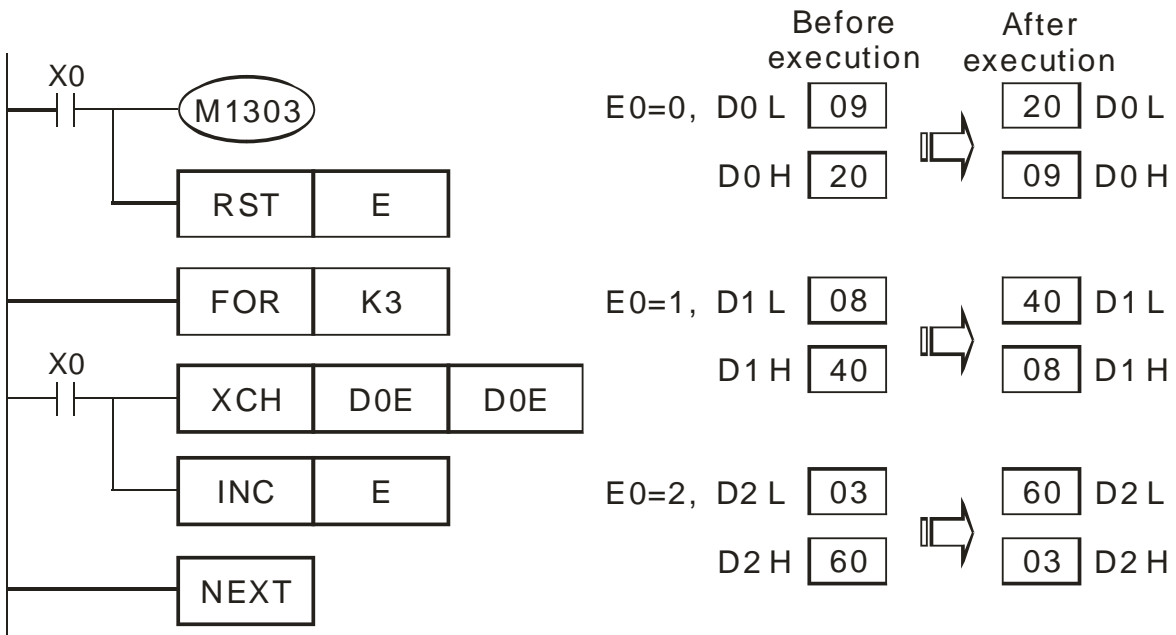 X0
M1303
RST E
FOR K3
X0
XCH D0E D0E
INC E
NEXT
Before execution
After execution
E0=0, D0 L 09 20 D0 L
D0 H 20 09 D0 H
E0=1, D1 L 08 40 D1 L
D1 H 40 08 D1 H
E0=2, D2 L 03 60 D2 L
D2 H 60 03 D2 H